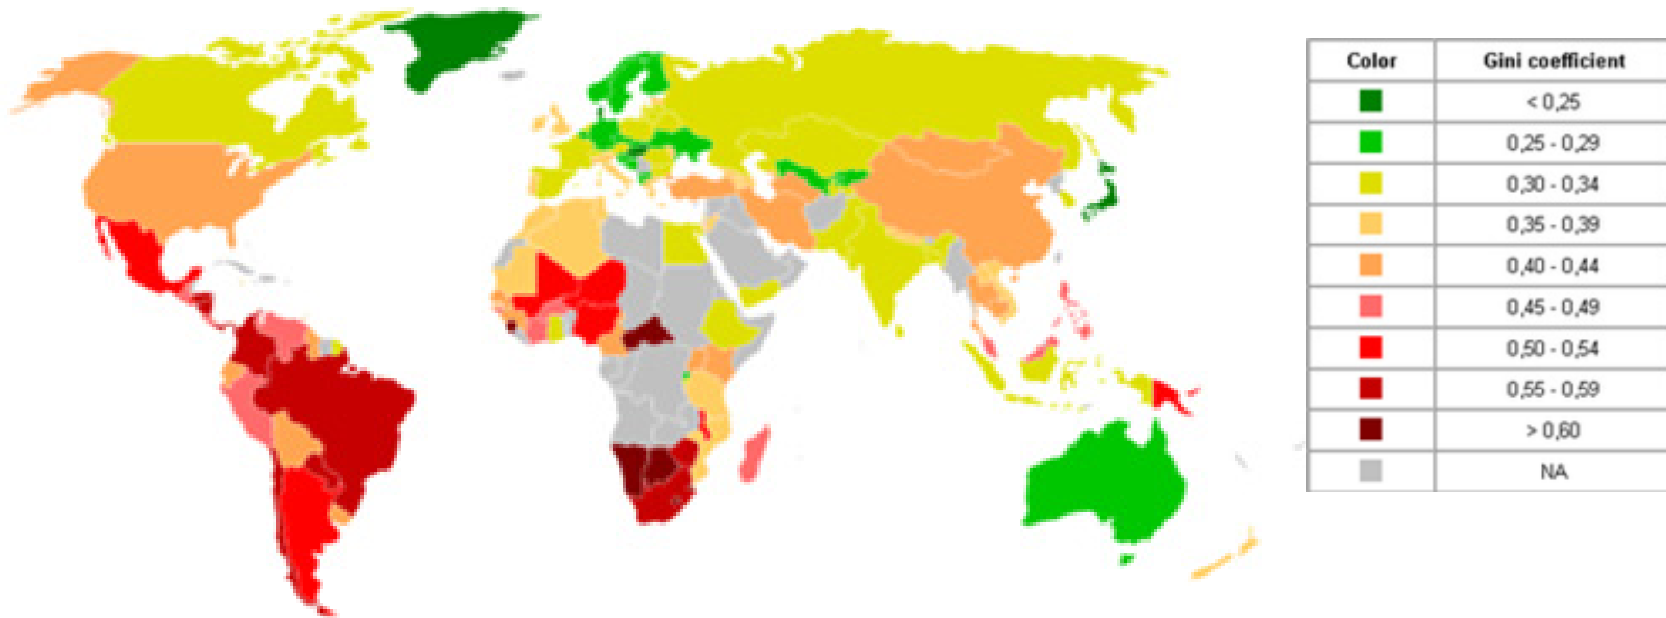 Color Gini coefficient
< 0,25
0,25 - 0,29
0,30 - 0,34
0,35 - 0,39
0,40 - 0,44
0,45 - 0,49
0,50 - 0,54
0,55 - 0,59
> 0,60
NA